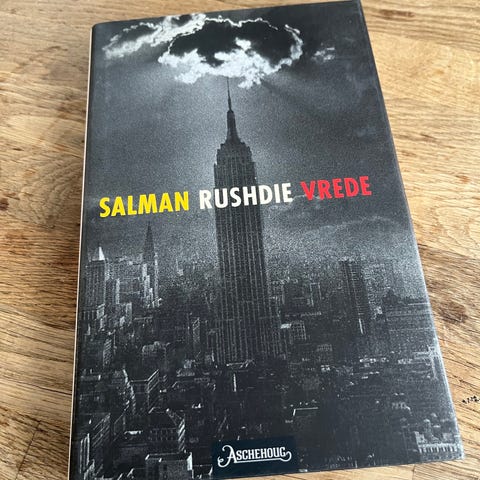 SALMAN RUSHDIE VREDE
ASCHEHOUG